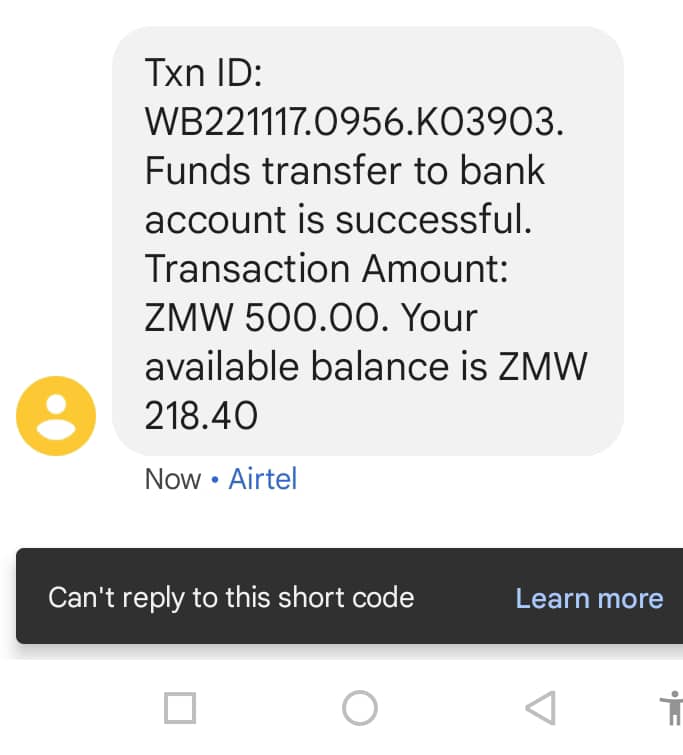 Txn ID:
WB221117.0956.K03903.
Funds transfer to bank
account is successful.
Transaction Amount:
ZMW 500.00. Your
available balance is ZMW
218.40
Now • Airtel
Can't reply to this short code Learn more